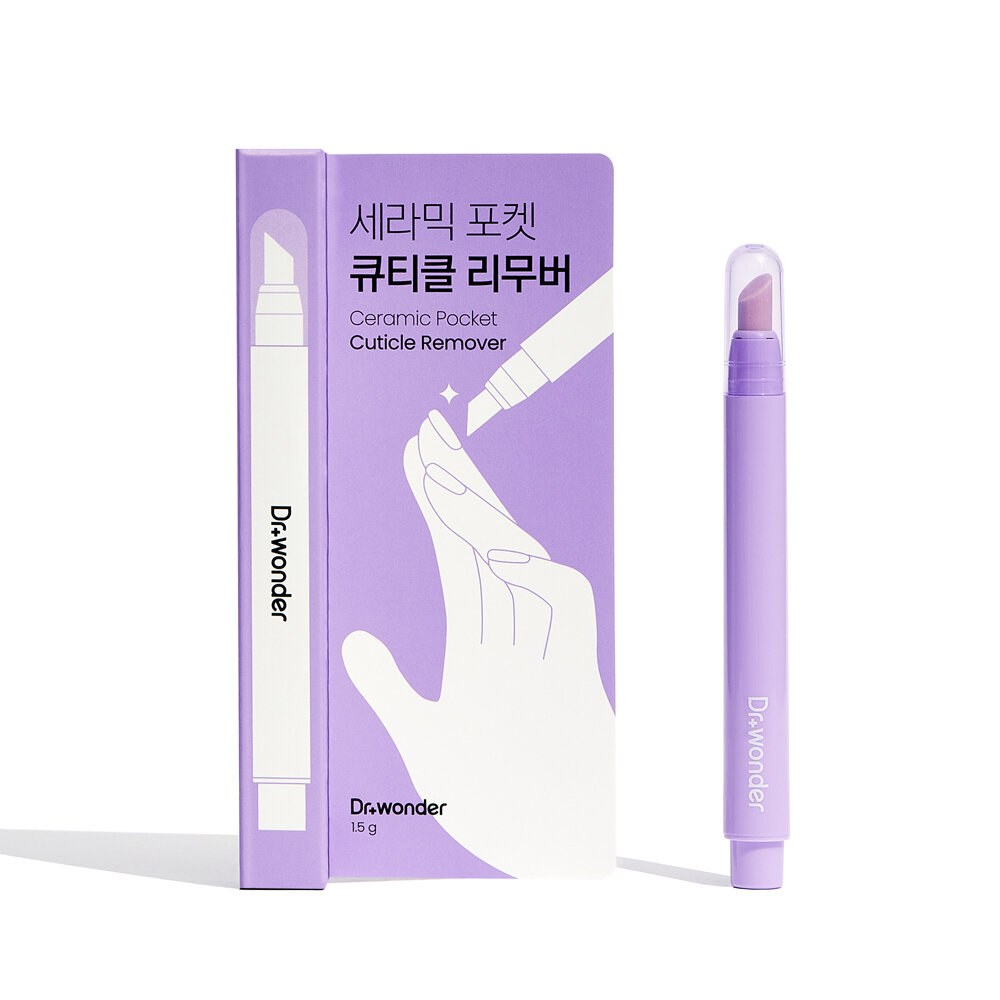 세라믹 포켓
큐티클 리무버
Ceramic Pocket
Cuticle Remover
Dr+wonder
Dr+wonder
1.5 g
Dr+wonder